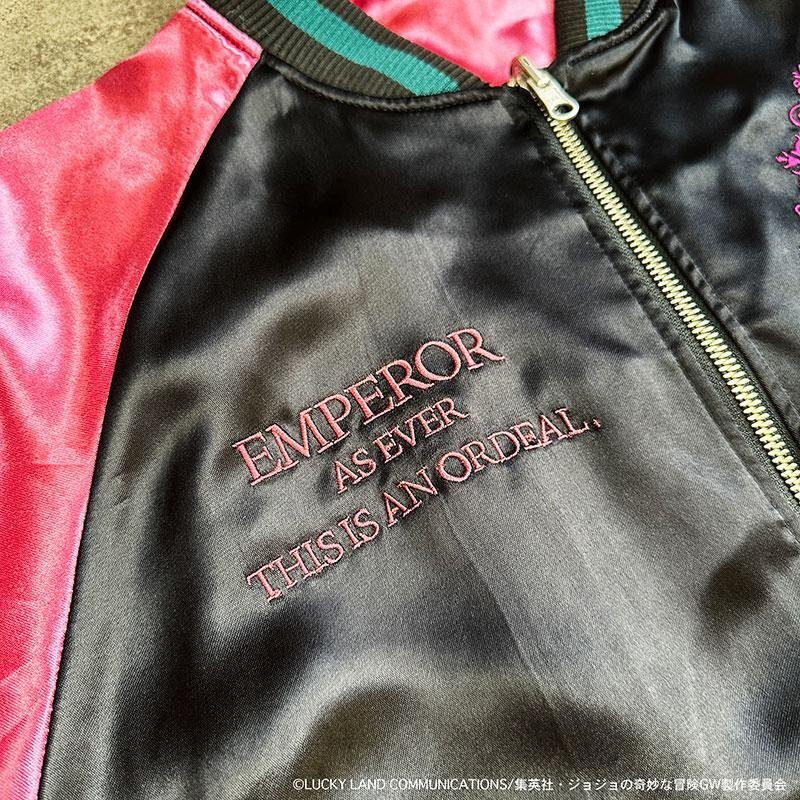 EMPEROR
AS EVER
THIS IS AN ORDEAL.
©LUCKY LAND COMMUNICATIONS/集英社・ジョジョの奇妙な冒険GW製作委員会